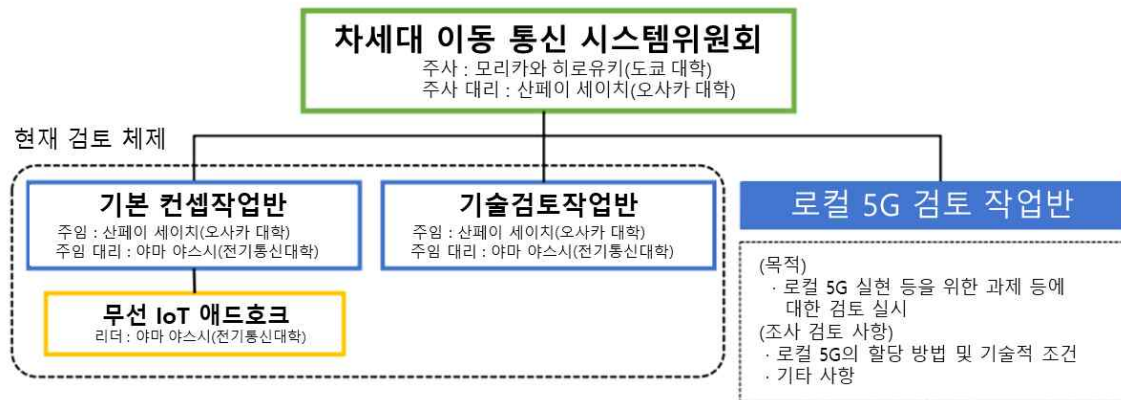 차세대 이동 통신 시스템위원회
주사 : 모리카와 히로유키(도쿄 대학)
주사 대리 : 산페이 세이치(오사카 대학)
현재 검토 체제
기본 컨셉작업반
주임 : 산페이 세이치(오사카 대학)
주임 대리 : 야마 야스시(전기통신대학)
무선 IoT 애드호크
리더 : 야마 야스시(전기통신대학)
기술검토작업반
주임 : 산페이 세이치(오사카 대학)
주임 대리 : 야마 야스시(전기통신대학)
로컬 5G 검토 작업반
(목적)
· 로컬 5G 실현 등을 위한 과제 등에
대한 검토 실시
(조사 검토 사항)
· 로컬 5G의 할당 방법 및 기술적 조건
· 기타 사항